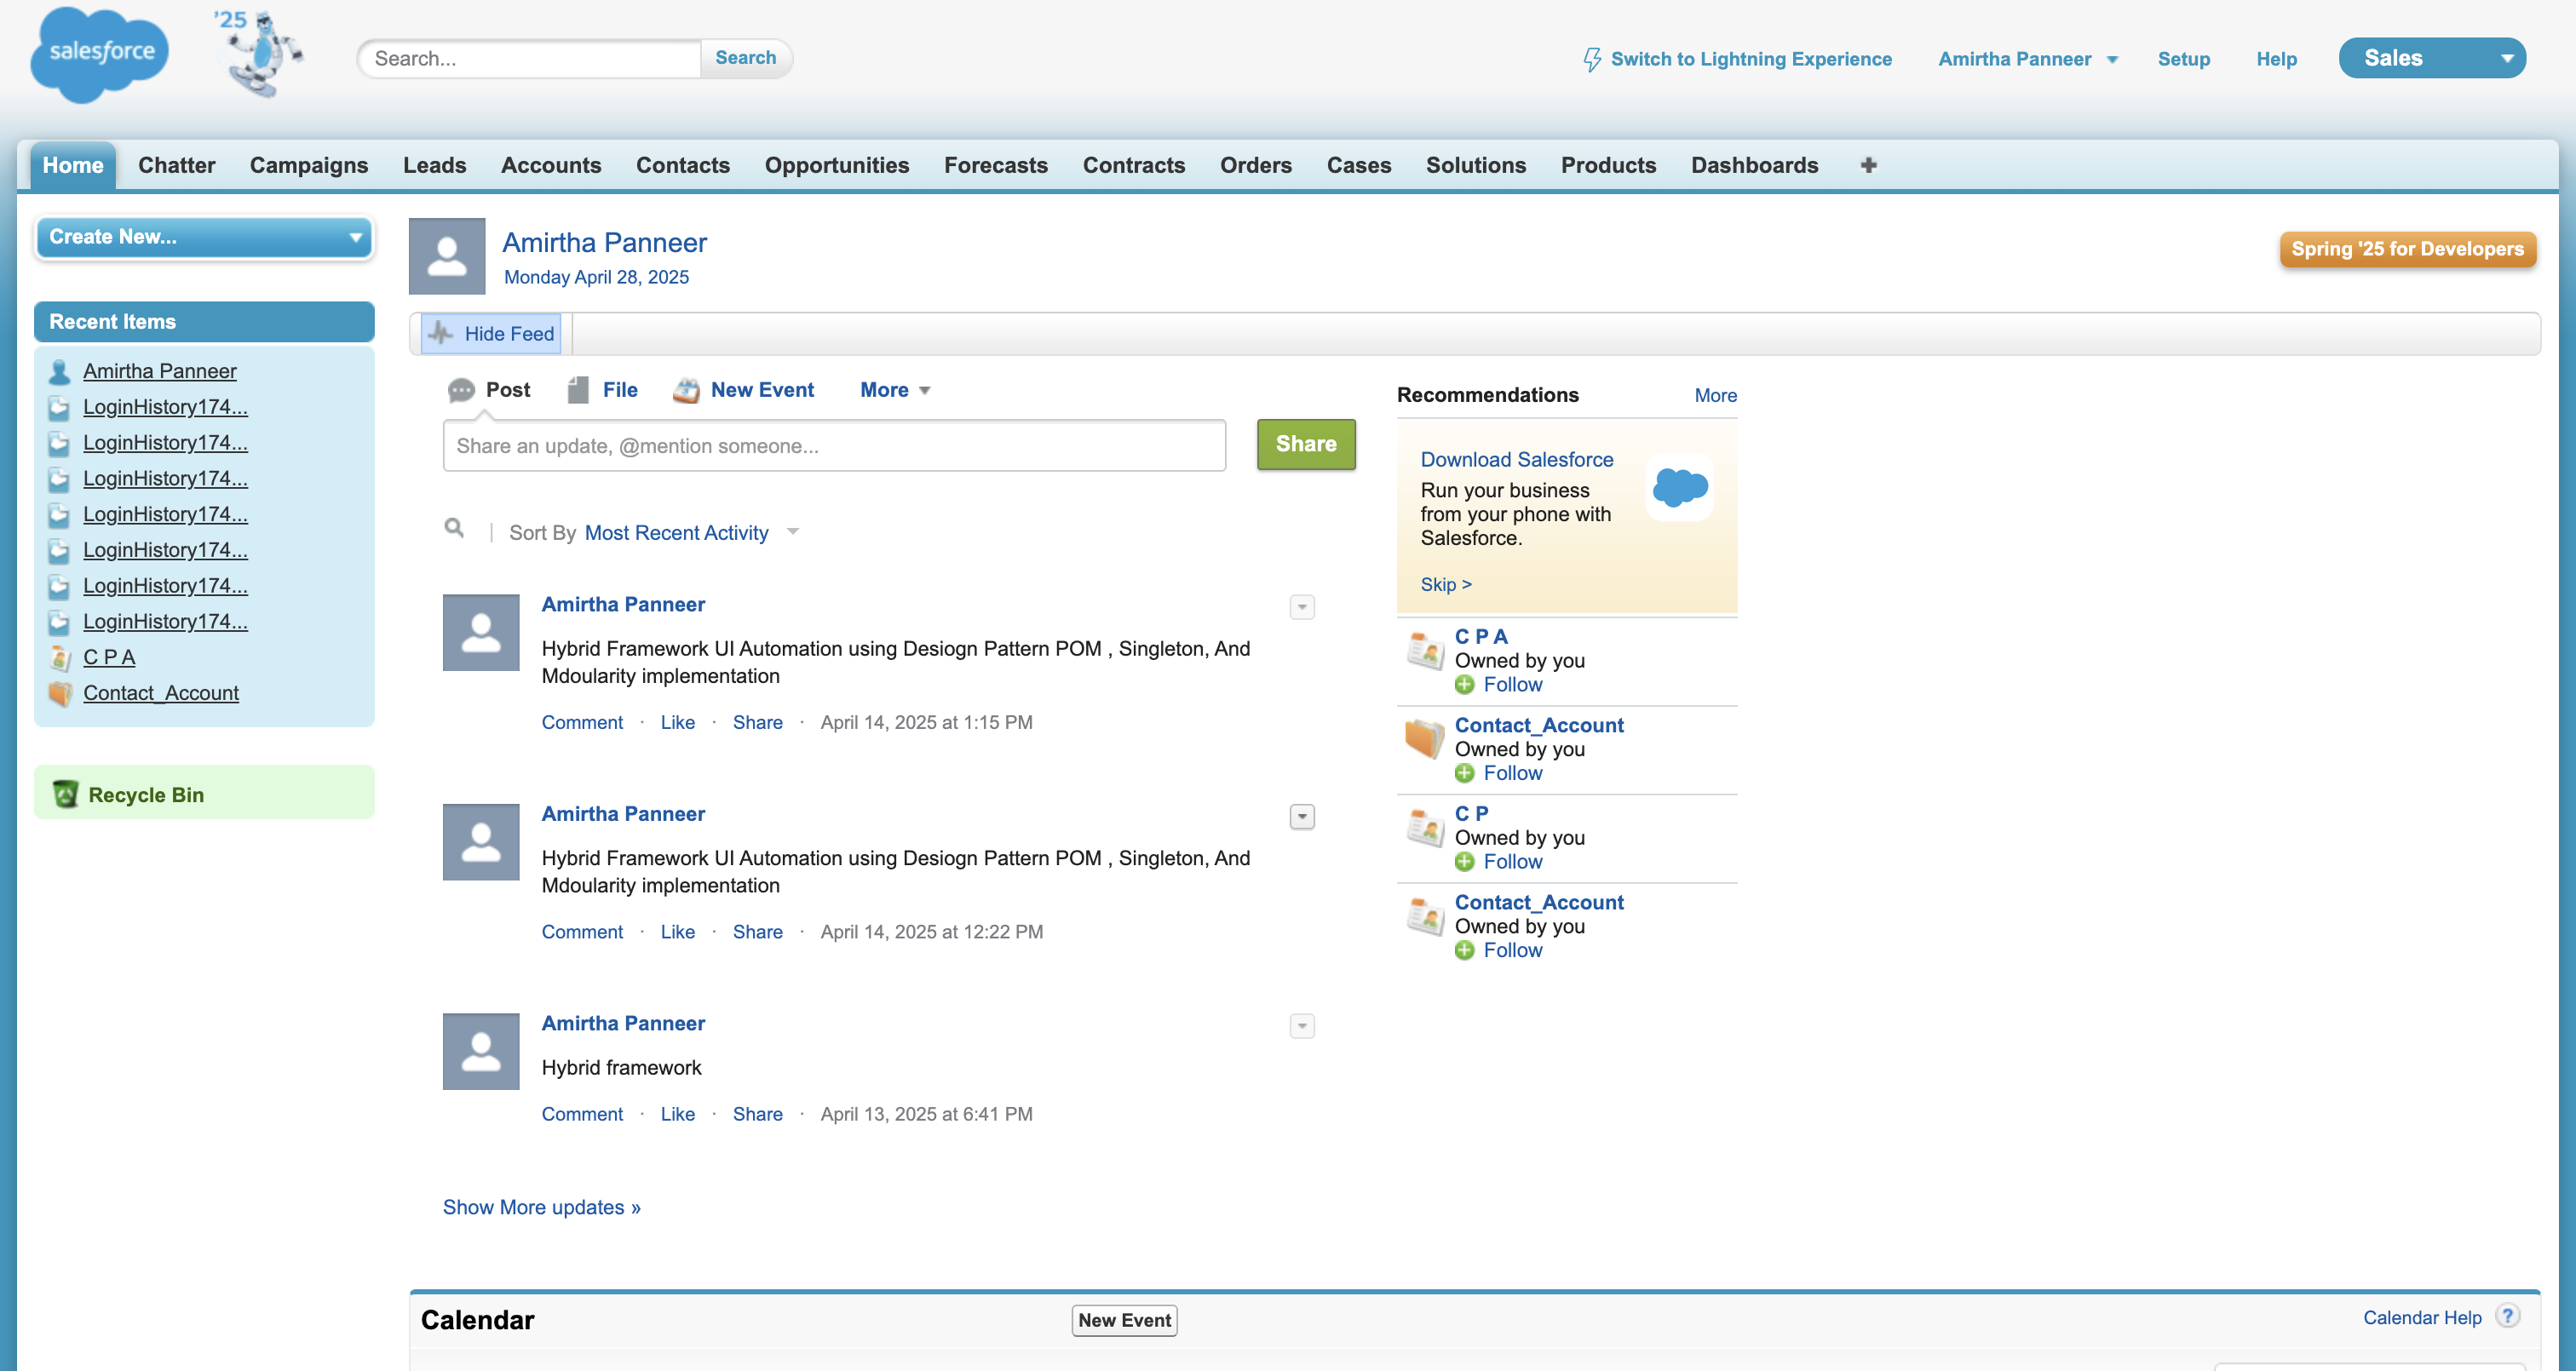 salesforce
'25
Search...
Search
Switch to Lightning Experience
Amirtha Panneer
Setup
Help
Sales
Home
Chatter
Campaigns
Leads
Accounts
Contacts
Opportunities
Forecasts
Contracts
Orders
Cases
Solutions
Products
Dashboards
Create New...
Recent Items
Amirtha Panneer
LoginHistory174...
LoginHistory174...
LoginHistory174...
LoginHistory174...
LoginHistory174...
LoginHistory174...
LoginHistory174...
C P A
Contact_Account
Recycle Bin
Amirtha Panneer
Monday April 28, 2025
Spring '25 for Developers
Hide Feed
Post
File
New Event
More
Share an update, @mention someone...
Share
Sort By Most Recent Activity
Amirtha Panneer
Hybrid Framework UI Automation using Desiogn Pattern POM , Singleton, And
Mdoularity implementation
Comment · Like · Share · April 14, 2025 at 1:15 PM
Amirtha Panneer
Hybrid Framework UI Automation using Desiogn Pattern POM , Singleton, And
Mdoularity implementation
Comment · Like · Share · April 14, 2025 at 12:22 PM
Amirtha Panneer
Hybrid framework
Comment · Like · Share · April 13, 2025 at 6:41 PM
Show More updates »
Recommendations
More
Download Salesforce
Run your business
from your phone with
Salesforce.
Skip >
C P A
Owned by you
Follow
Contact_Account
Owned by you
Follow
C P
Owned by you
Follow
Contact_Account
Owned by you
Follow
Calendar
New Event
Calendar Help
?